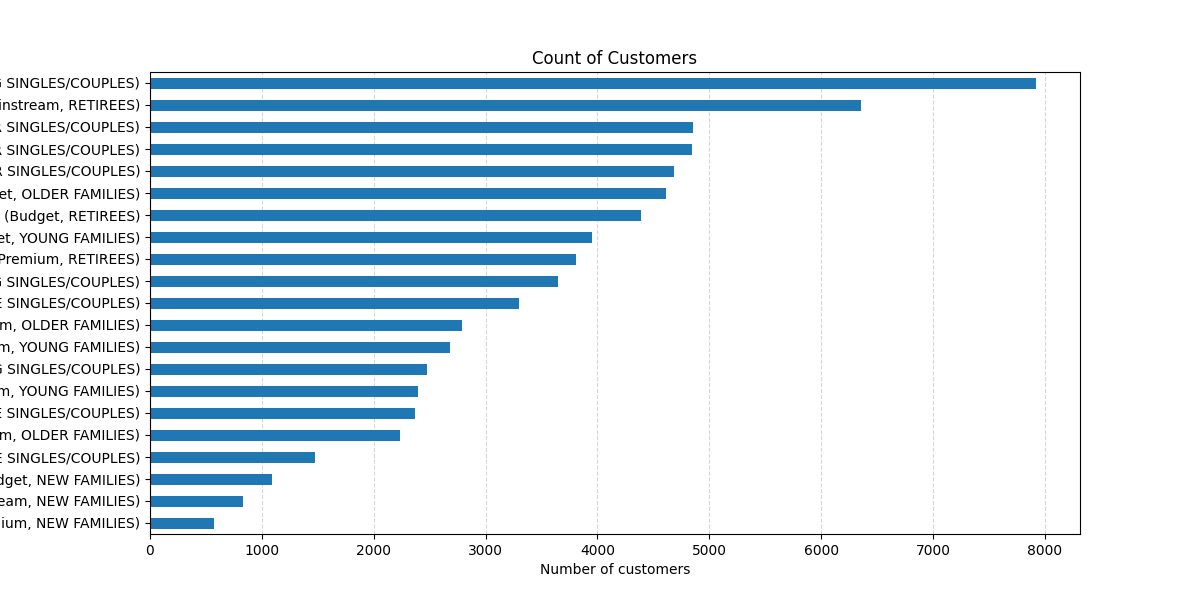 Count of Customers
SINGLES/COUPLES)
instream, RETIREES)
SINGLES/COUPLES)
SINGLES/COUPLES)
SINGLES/COUPLES)
et, OLDER FAMILIES)
(Budget, RETIREES)
et, YOUNG FAMILIES)
Premium, RETIREES)
SINGLES/COUPLES)
SINGLES/COUPLES)
m, OLDER FAMILIES)
m, YOUNG FAMILIES)
SINGLES/COUPLES)
m, YOUNG FAMILIES)
SINGLES/COUPLES)
m, OLDER FAMILIES)
SINGLES/COUPLES)
dget, NEW FAMILIES)
eam, NEW FAMILIES)
ium, NEW FAMILIES)
0 1000 2000 3000 4000 5000 6000 7000 8000
Number of customers